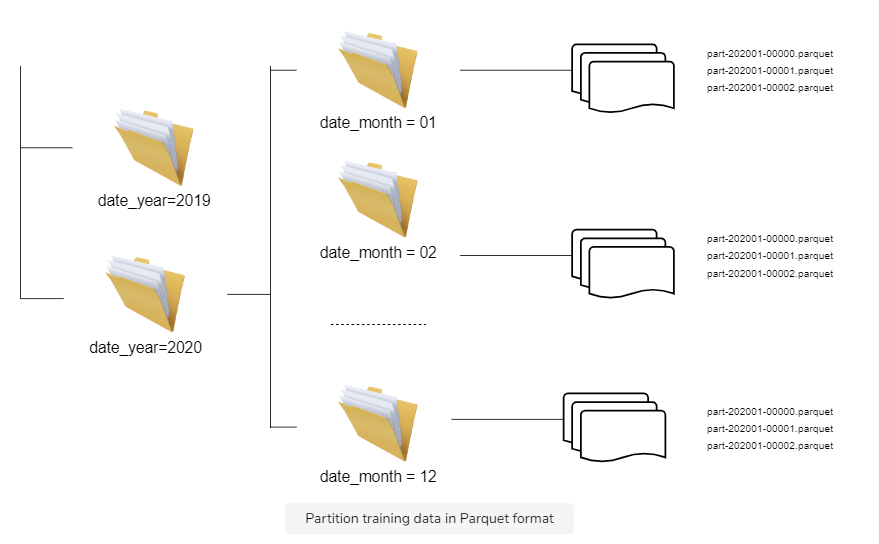 date_year=2019
date_year=2020
date_month = 01
part-202001-00000.parquet
part-202001-00001.parquet
part-202001-00002.parquet
date_month = 02
part-202001-00000.parquet
part-202001-00001.parquet
part-202001-00002.parquet
date_month = 12
part-202001-00000.parquet
part-202001-00001.parquet
part-202001-00002.parquet
Partition training data in Parquet format